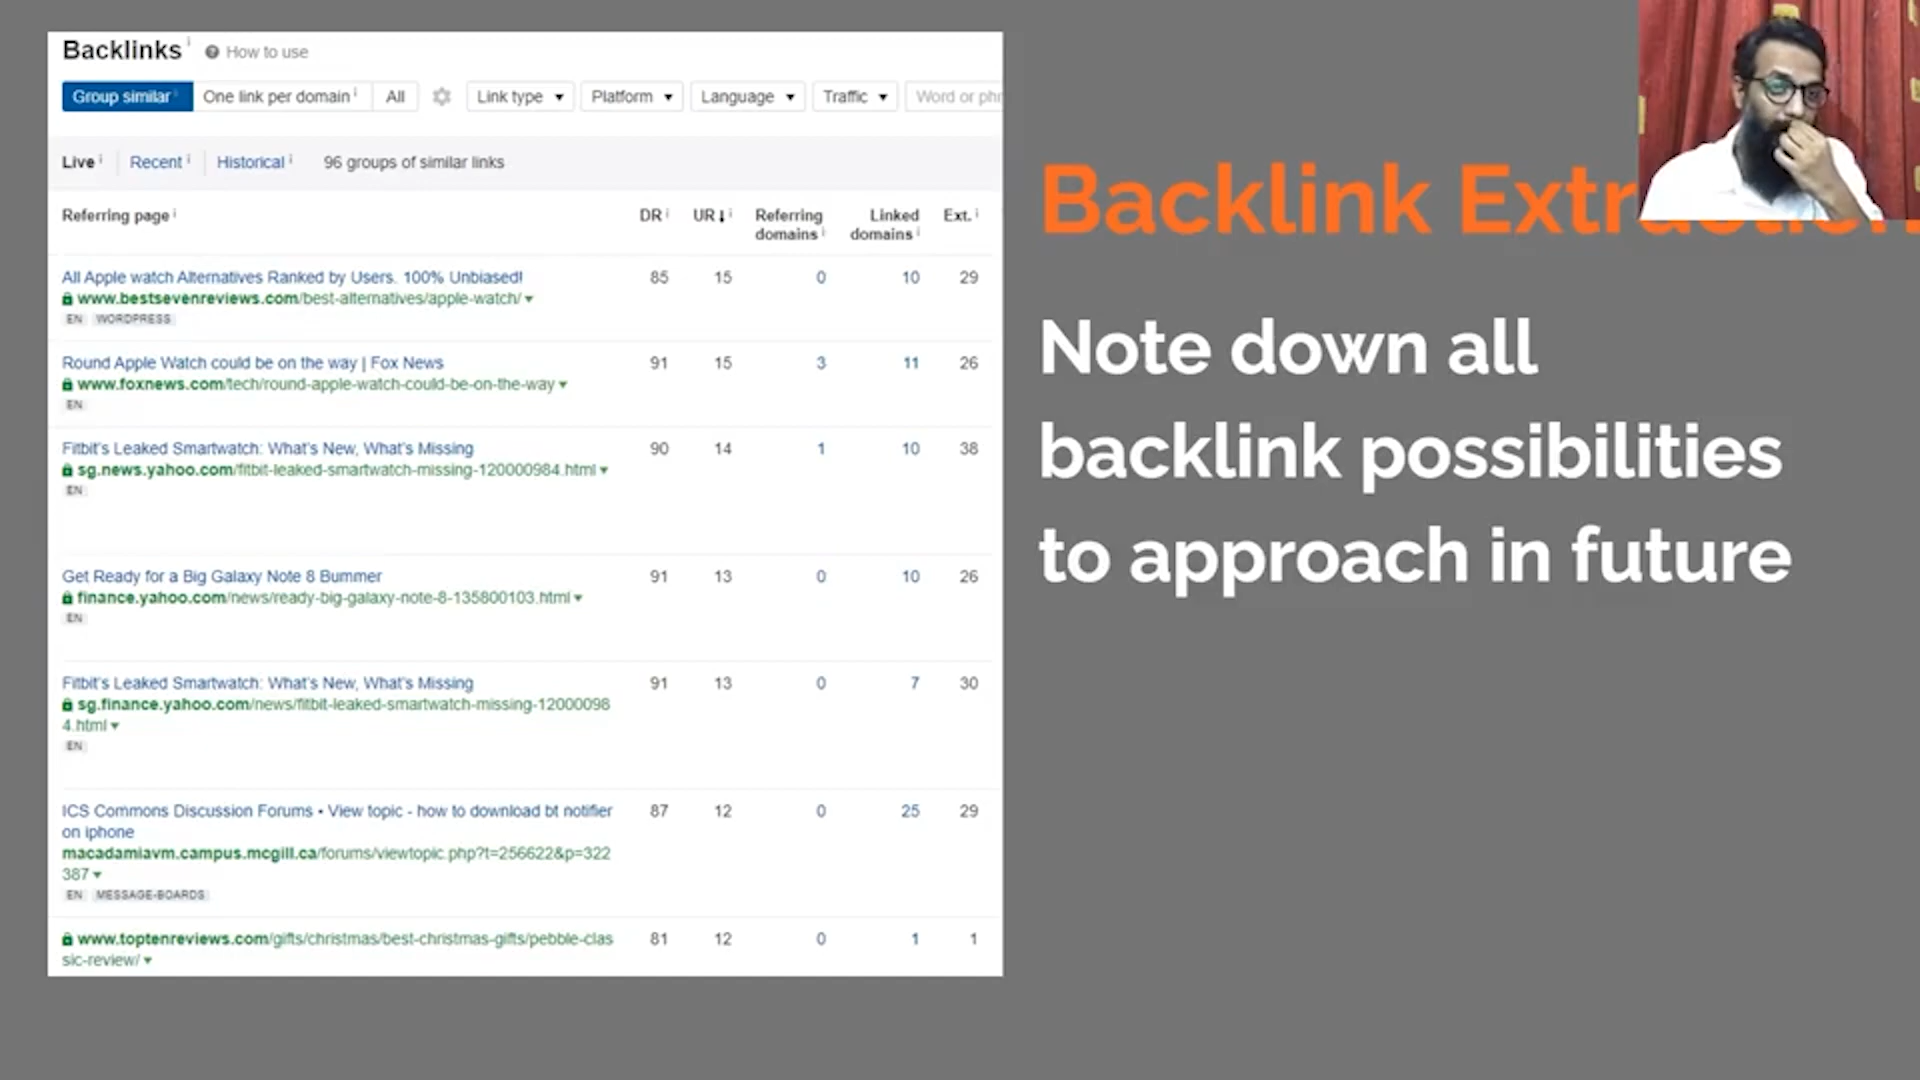 Backlinks i ? How to use
Group similar i One link per domain i All Link type ▼ Platform ▼ Language ▼ Traffic ▼ Word or phr
Live i Recent i Historical i 96 groups of similar links
Referring page i DR i UR ↓ i Referring domains i Linked domains i Ext. i
All Apple watch Alternatives Ranked by Users. 100% Unbiased! 85 15 0 10 29
www.bestsevenreviews.com/best-alternatives/apple-watch/ ▼
EN WORDPRESS
Round Apple Watch could be on the way | Fox News 91 15 3 11 26
www.foxnews.com/tech/round-apple-watch-could-be-on-the-way ▼
EN
Fitbit's Leaked Smartwatch: What's New, What's Missing 90 14 1 10 38
sg.news.yahoo.com/fitbit-leaked-smartwatch-missing-120000984.html ▼
EN
Get Ready for a Big Galaxy Note 8 Bummer 91 13 0 10 26
finance.yahoo.com/news/ready-big-galaxy-note-8-135800103.html ▼
EN
Fitbit's Leaked Smartwatch: What's New, What's Missing 91 13 0 7 30
sg.finance.yahoo.com/news/fitbit-leaked-smartwatch-missing-12000098
4.html ▼
EN
ICS Commons Discussion Forums • View topic - how to download bt notifier 87 12 0 25 29
on iphone
macadamiavm.campus.mcgill.ca/forums/viewtopic.php?t=256622&p=322
387 ▼
EN MESSAGE-BOARDS
www.toptenreviews.com/gifts/christmas/best-christmas-gifts/pebble-clas 81 12 0 1 1
sic-review/ ▼
Backlink Extraction
Note down all
backlink possibilities
to approach in future